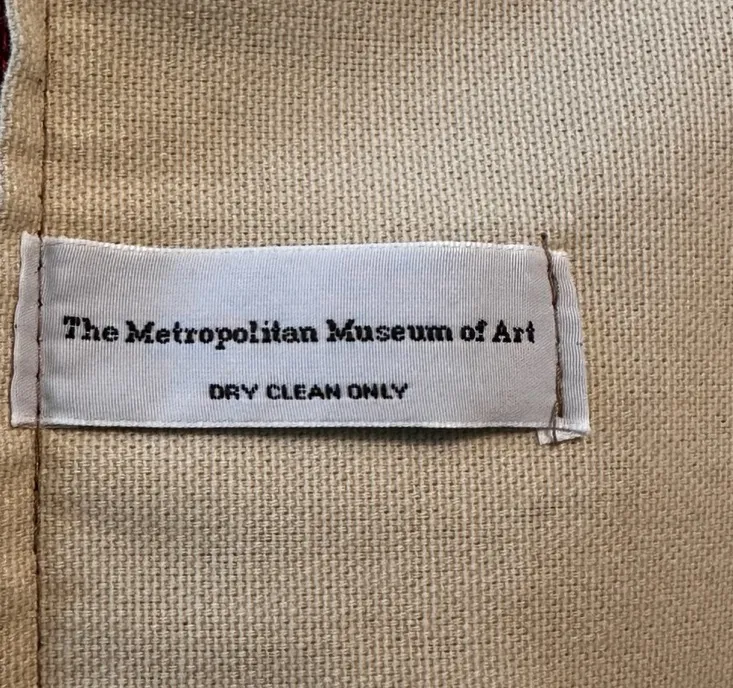 The Metropolitan Museum of Art
DRY CLEAN ONLY